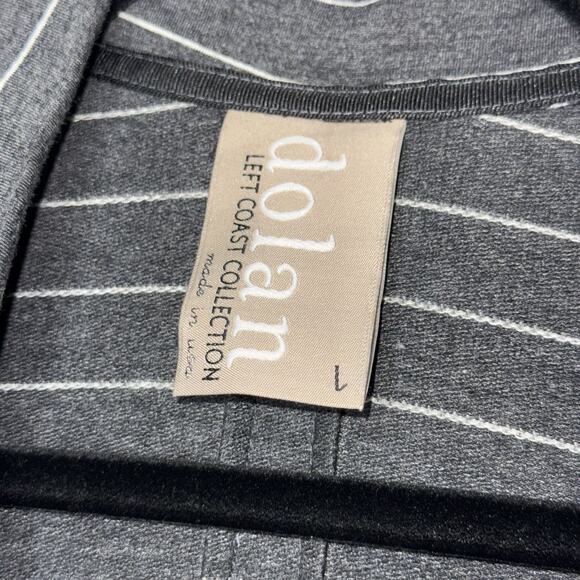 dolan
LEFT COAST COLLECTION
made in usa
L